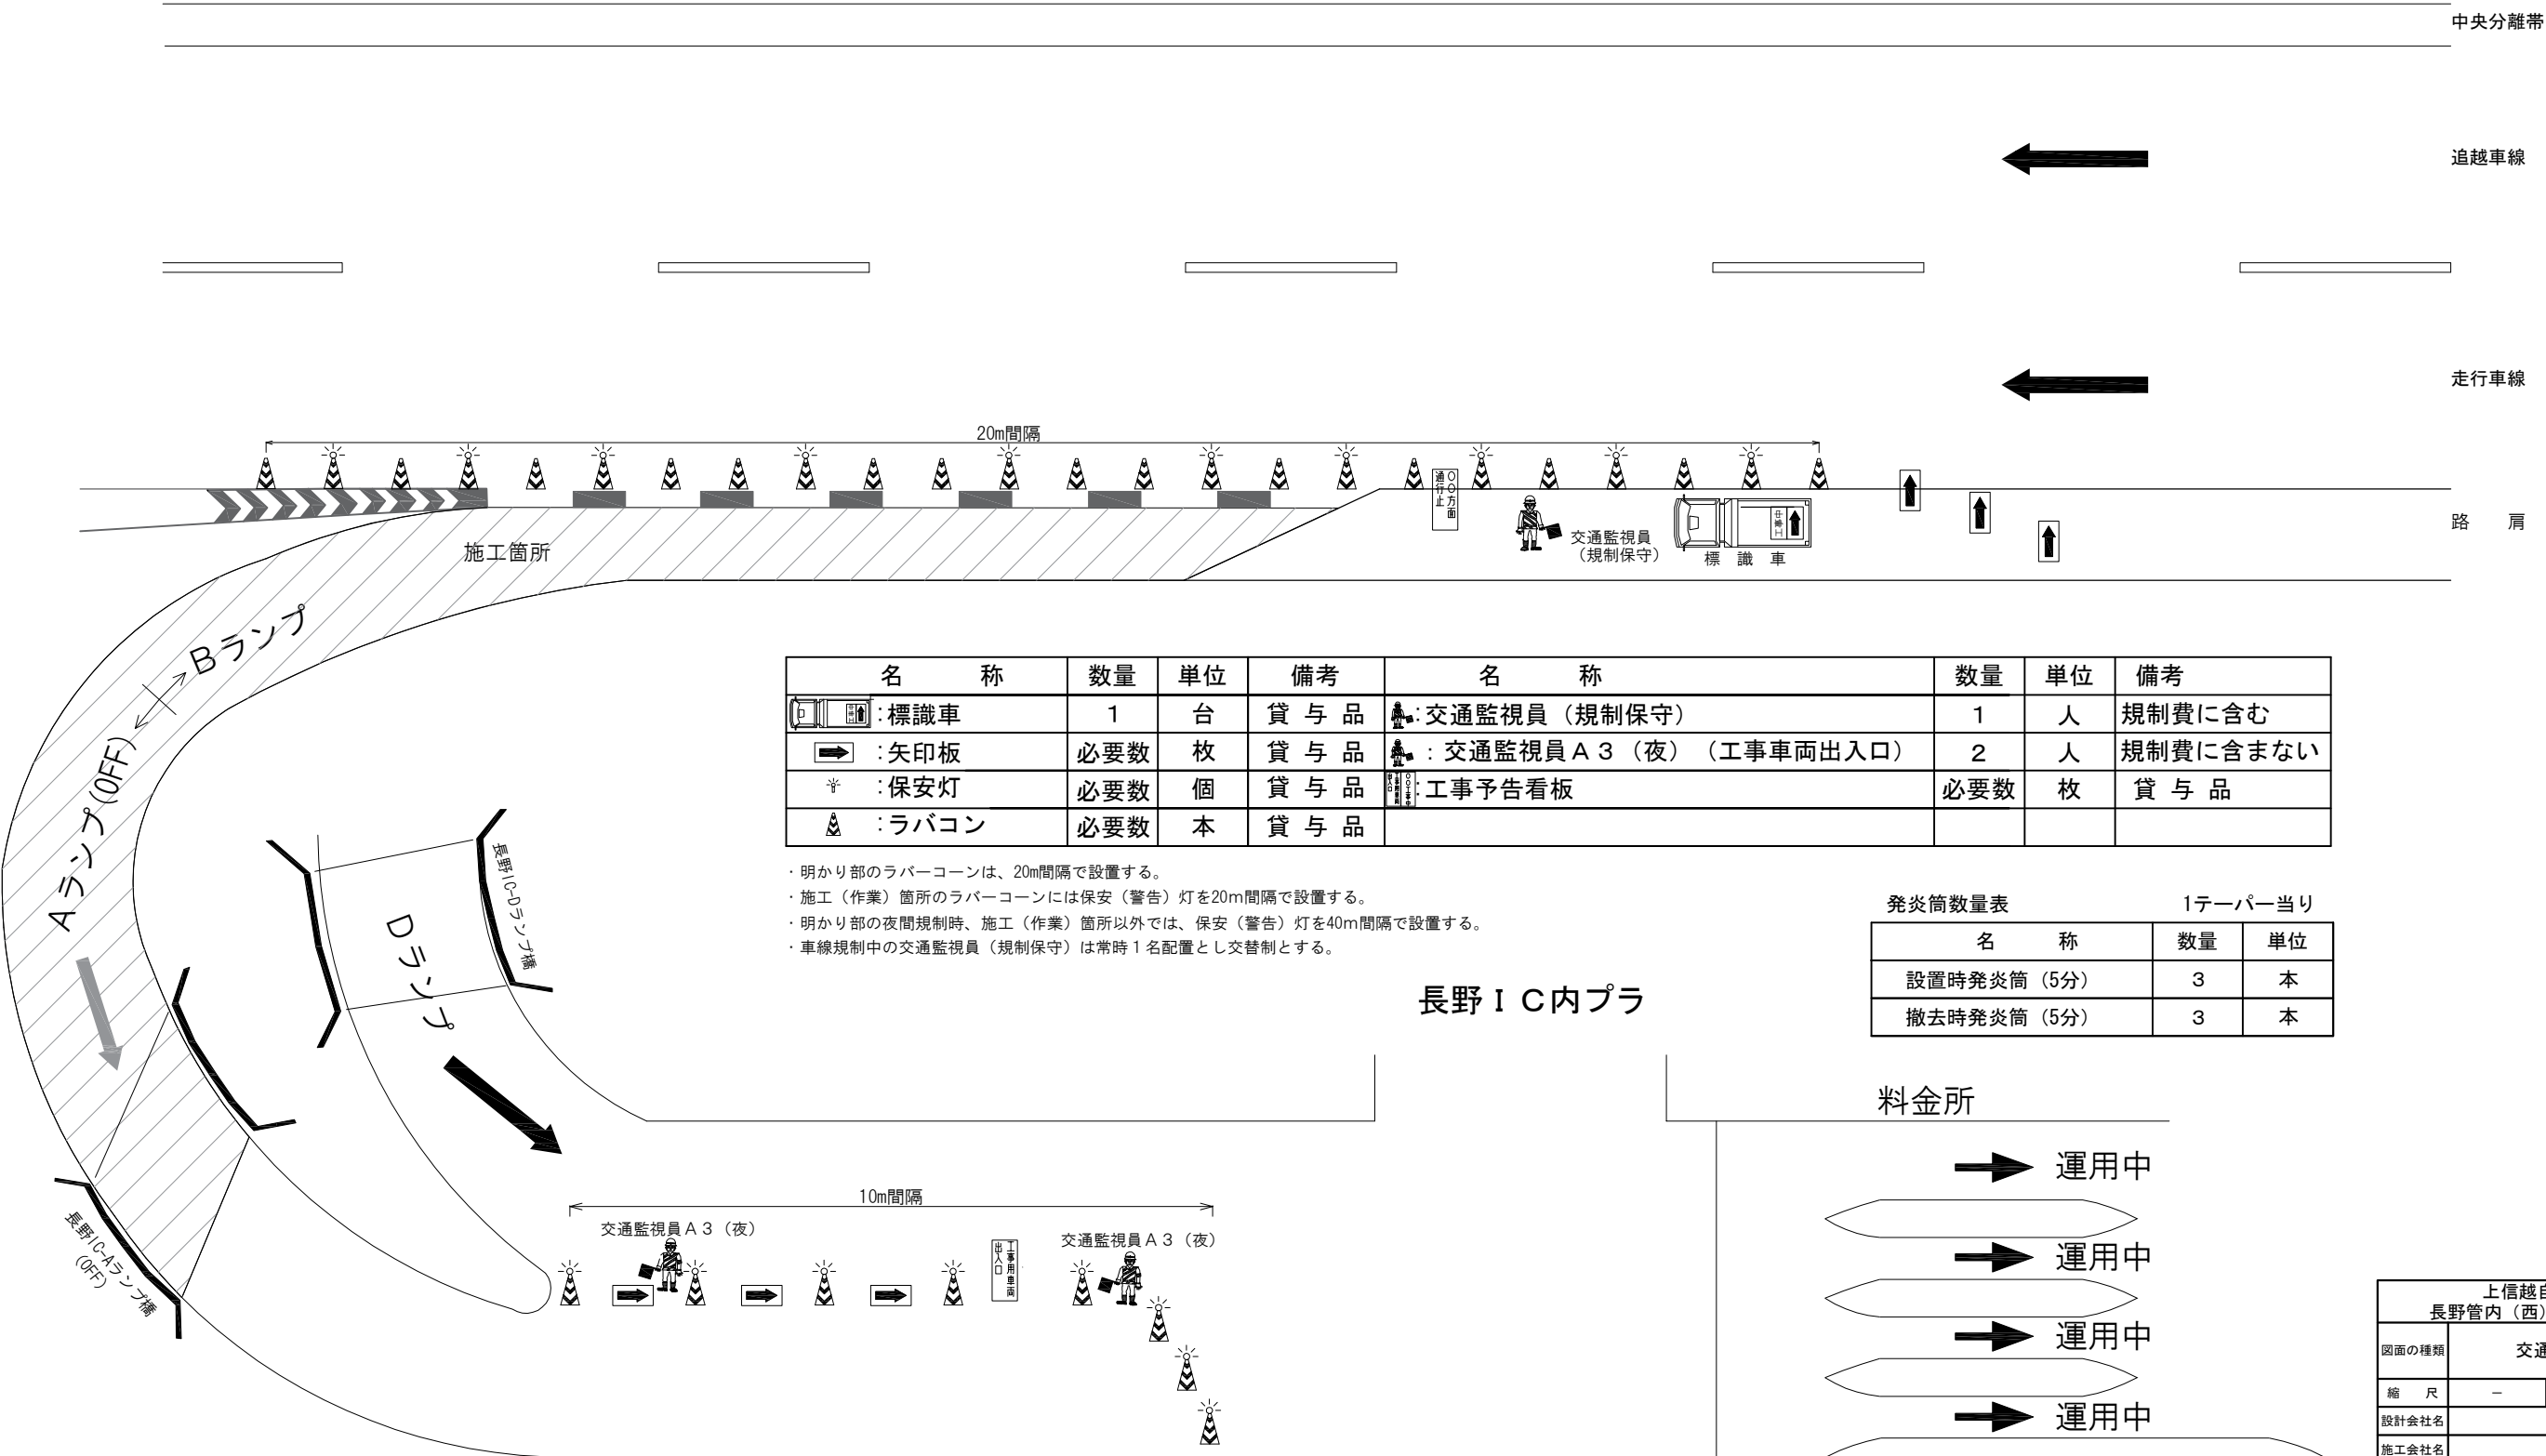 中央分離帯
追越車線
走行車線
20m間隔
〇〇方面
通行止
交通監視員
（規制保守）
標 識 車
路 肩
施工箇所
Bランプ
Aランプ(OFF)
名 称 数量 単位 備考 名 称 数量 単位 備考
:標識車 1 台 貸 与 品 :交通監視員（規制保守） 1 人 規制費に含む
:矢印板 必要数 枚 貸 与 品 :交通監視員Ａ３（夜）（工事車両出入口） 2 人 規制費に含まない
:保安灯 必要数 個 貸 与 品 :工事予告看板 必要数 枚 貸 与 品
:ラバコン 必要数 本 貸 与 品
・明かり部のラバーコーンは、20m間隔で設置する。
・施工（作業）箇所のラバーコーンには保安（警告）灯を20m間隔で設置する。
・明かり部の夜間規制時、施工（作業）箇所以外では、保安（警告）灯を40m間隔で設置する。
・車線規制中の交通監視員（規制保守）は常時１名配置とし交替制とする。
長野IC-Dランプ橋
Dランプ
発炎筒数量表 1テーパー当り
名 称 数量 単位
設置時発炎筒（5分） 3 本
撤去時発炎筒（5分） 3 本
長野ＩＣ内プラ
料金所
運用中
運用中
運用中
運用中
10m間隔
交通監視員Ａ３（夜）
交通監視員Ａ３（夜）
工事用車両
出入口
長野IC-Aランプ橋
(OFF)
上信越自
長野管内（西）
図面の種類 交通
縮 尺 －
設計会社名
施工会社名